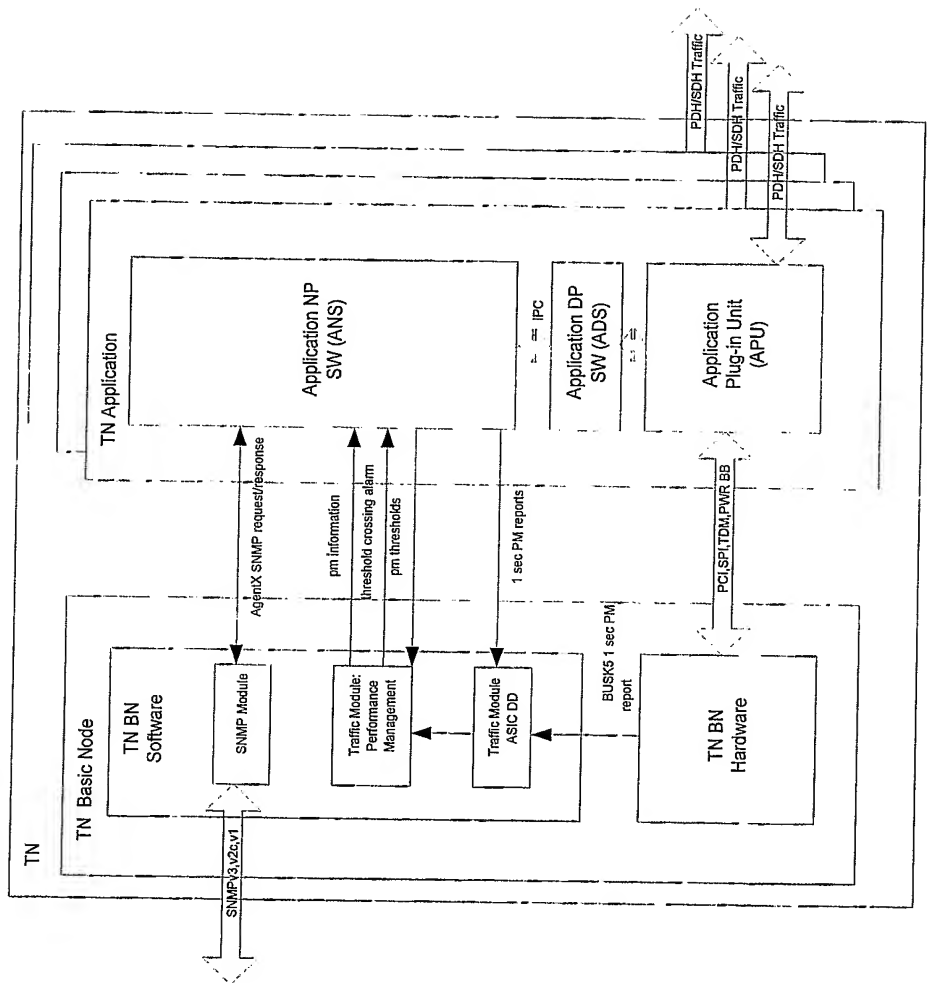 TN
TN Basic Node
TN BN
Software
SNMP Module
SNMPv3,v2c,v1
Traffic Module:
Performance
Management
Traffic Module
ASIC DD
BUSK5 1 sec PM
report
TN BN
Hardware
AgentX SNMP request/response
pm information
threshold crossing alarm
pm thresholds
1 sec PM reports
PCI,SPI,TDM,PWR BB
TN Application
Application NP
SW (ANS)
IPC
Application DP
SW (ADS)
Application
Plug-in Unit
(APU)
PDH/SDH Traffic
PDH/SDH Traffic
PDH/SDH Traffic